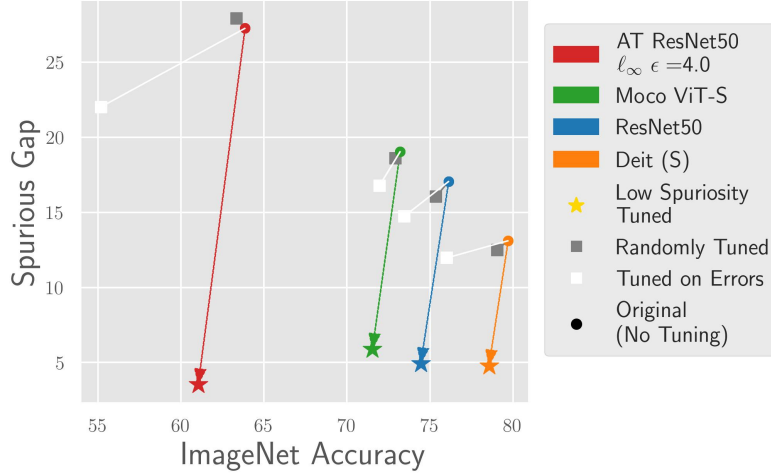 25
20
15
10
5
55
60
65
70
75
80
Spurious Gap
ImageNet Accuracy
AT ResNet50
ℓ∞ ϵ =4.0
Moco ViT-S
ResNet50
Deit (S)
Low Spuriosity
Tuned
Randomly Tuned
Tuned on Errors
Original
(No Tuning)